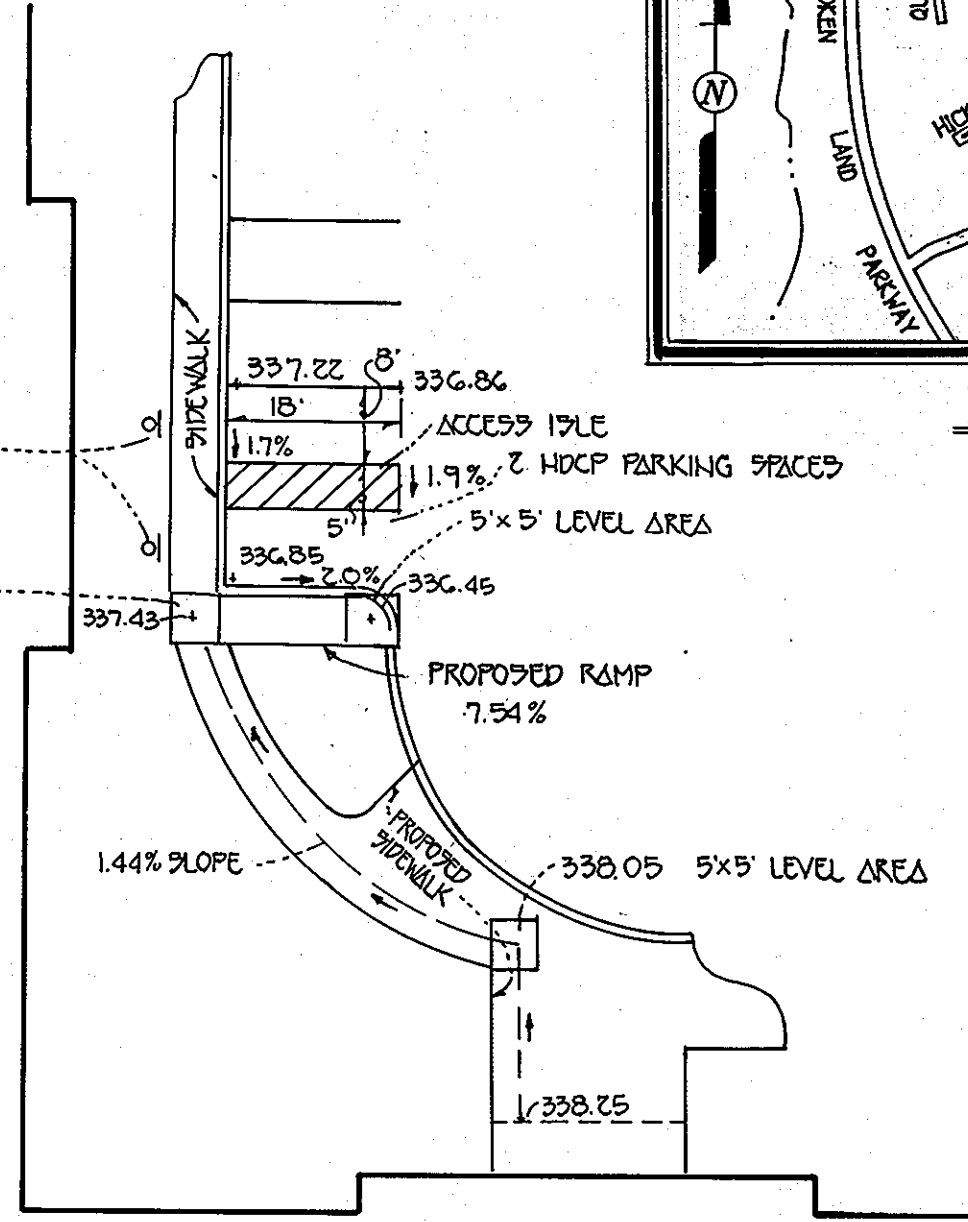 N
LAND
PARKWAY
SIDEWALK
337.22
8'
336.86
18'
ACCESS ISLE
1.7%
1.9%
2 HDCP PARKING SPACES
5'
5'x5' LEVEL AREA
336.85
2.0%
336.45
337.43
PROPOSED RAMP
7.54%
PROPOSED
SIDEWALK
1.44% SLOPE
338.05 5'X5' LEVEL AREA
338.25